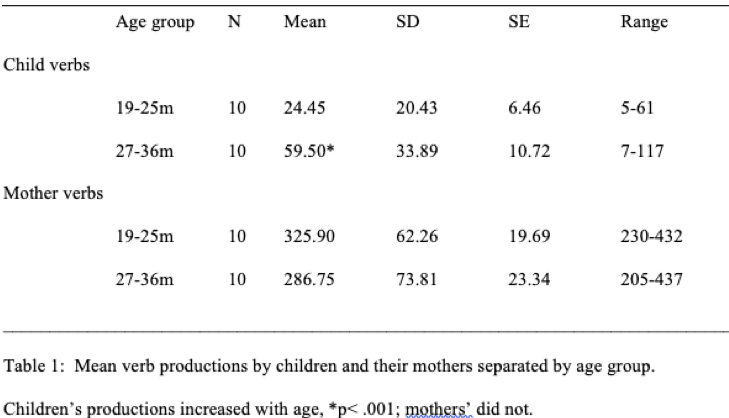 Age group N Mean SD SE Range
Child verbs
19-25m 10 24.45 20.43 6.46 5-61
27-36m 10 59.50* 33.89 10.72 7-117
Mother verbs
19-25m 10 325.90 62.26 19.69 230-432
27-36m 10 286.75 73.81 23.34 205-437
Table 1: Mean verb productions by children and their mothers separated by age group.
Children's productions increased with age, *p< .001; mothers' did not.